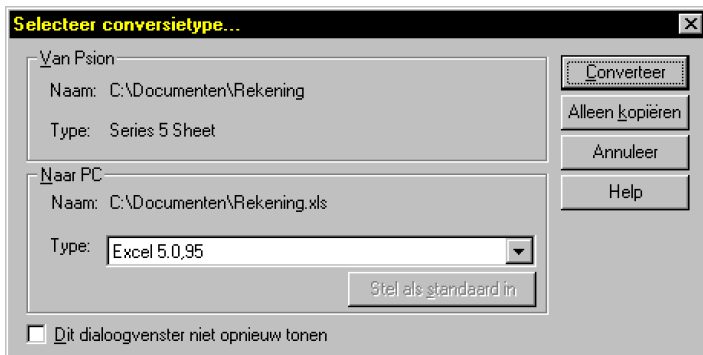 Selecteer conversietype...
Van Psion
Naam: C:\Documenten\Rekening
Type: Series 5 Sheet
Naar PC
Naam: C:\Documenten\Rekening.xls
Type: Excel 5.0,95
Stel als standaard in
Dit dialoogvenster niet opnieuw tonen
Converteer
Alleen kopiëren
Annuleer
Help